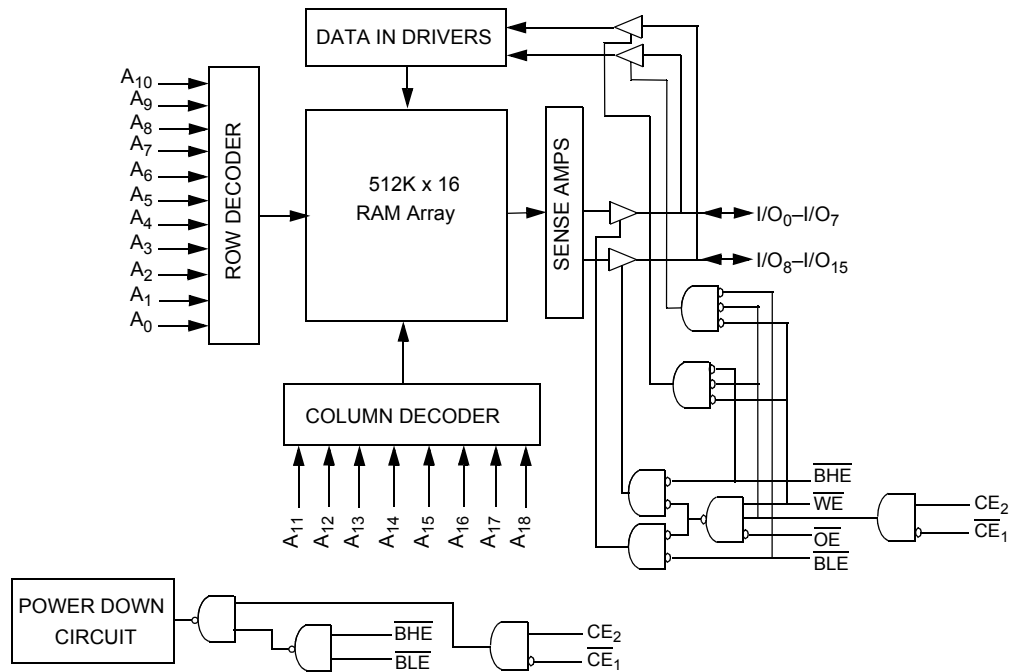 DATA IN DRIVERS
A10
A9
A8
A7
A6
A5
A4
A3
A2
A1
A0
ROW DECODER
512K x 16
RAM Array
SENSE AMPS
I/O0–I/O7
I/O8–I/O15
COLUMN DECODER
A11
A12
A13
A14
A15
A16
A17
A18
BHE
WE
OE
BLE
CE2
CE1
POWER DOWN
CIRCUIT
BHE
BLE
CE2
CE1